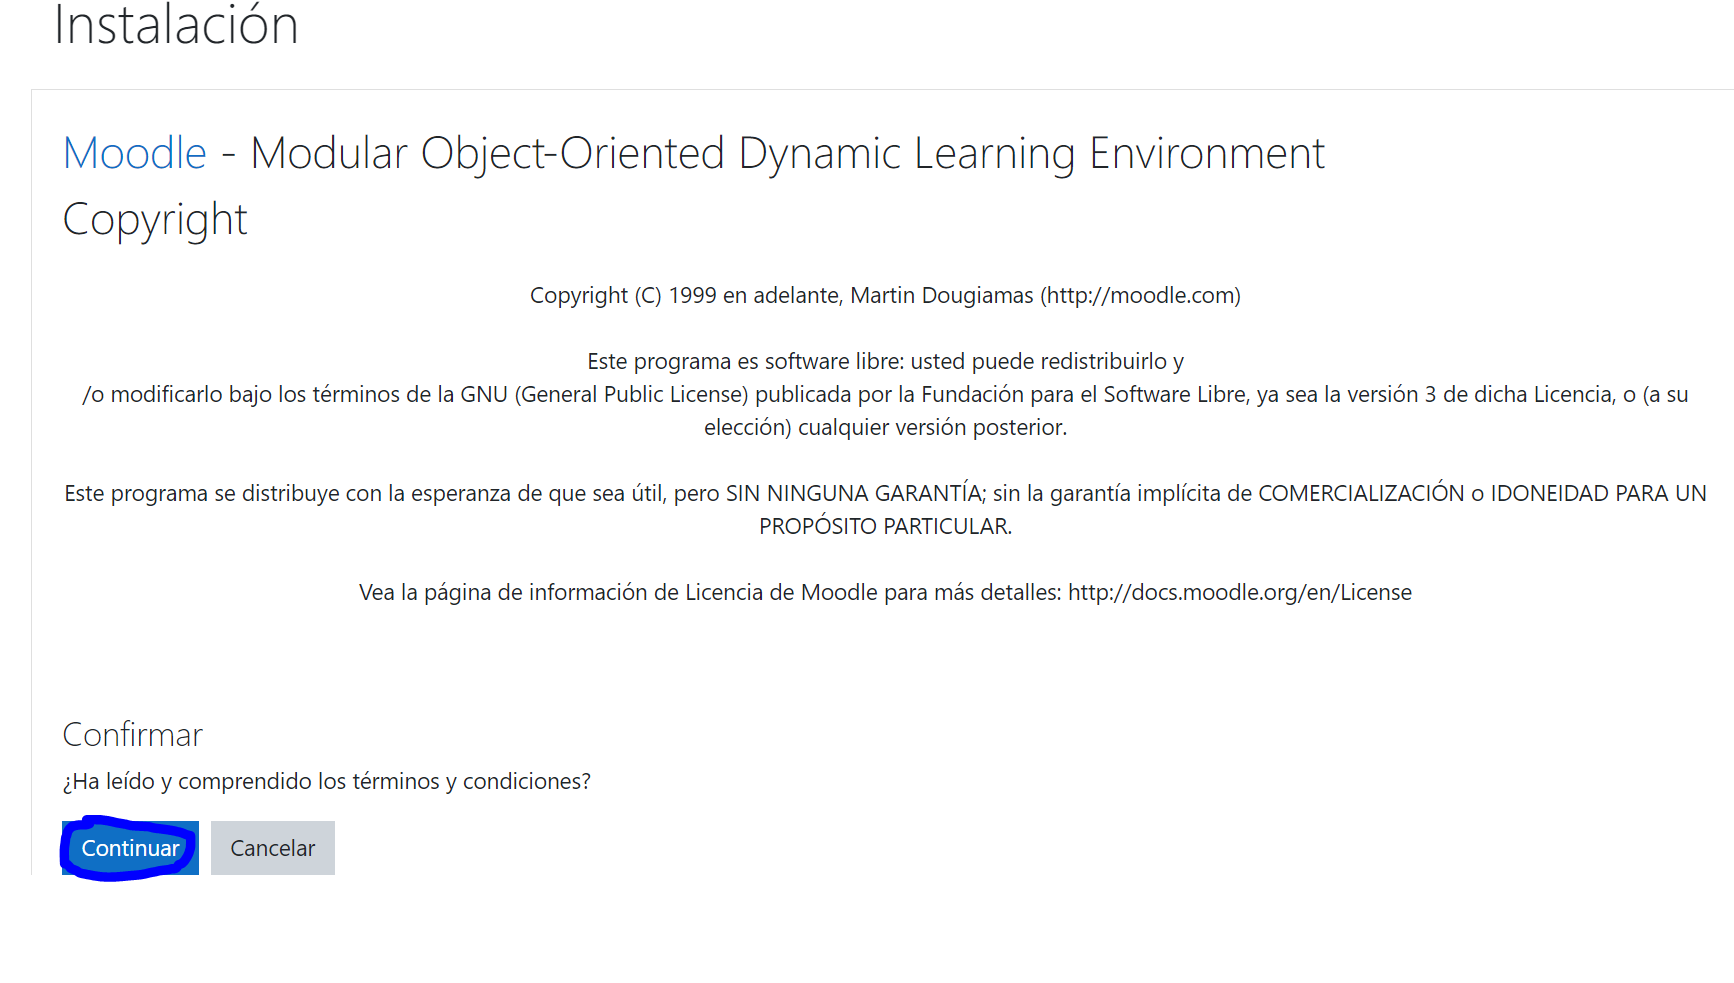 Instalación
Moodle - Modular Object-Oriented Dynamic Learning Environment
Copyright
Copyright (C) 1999 en adelante, Martin Dougiamas (http://moodle.com)
Este programa es software libre: usted puede redistribuirlo y
/o modificarlo bajo los términos de la GNU (General Public License) publicada por la Fundación para el Software Libre, ya sea la versión 3 de dicha Licencia, o (a su
elección) cualquier versión posterior.
Este programa se distribuye con la esperanza de que sea útil, pero SIN NINGUNA GARANTÍA; sin la garantía implícita de COMERCIALIZACIÓN o IDONEIDAD PARA UN
PROPÓSITO PARTICULAR.
Vea la página de información de Licencia de Moodle para más detalles: http://docs.moodle.org/en/License
Confirmar
¿Ha leído y comprendido los términos y condiciones?
Continuar Cancelar